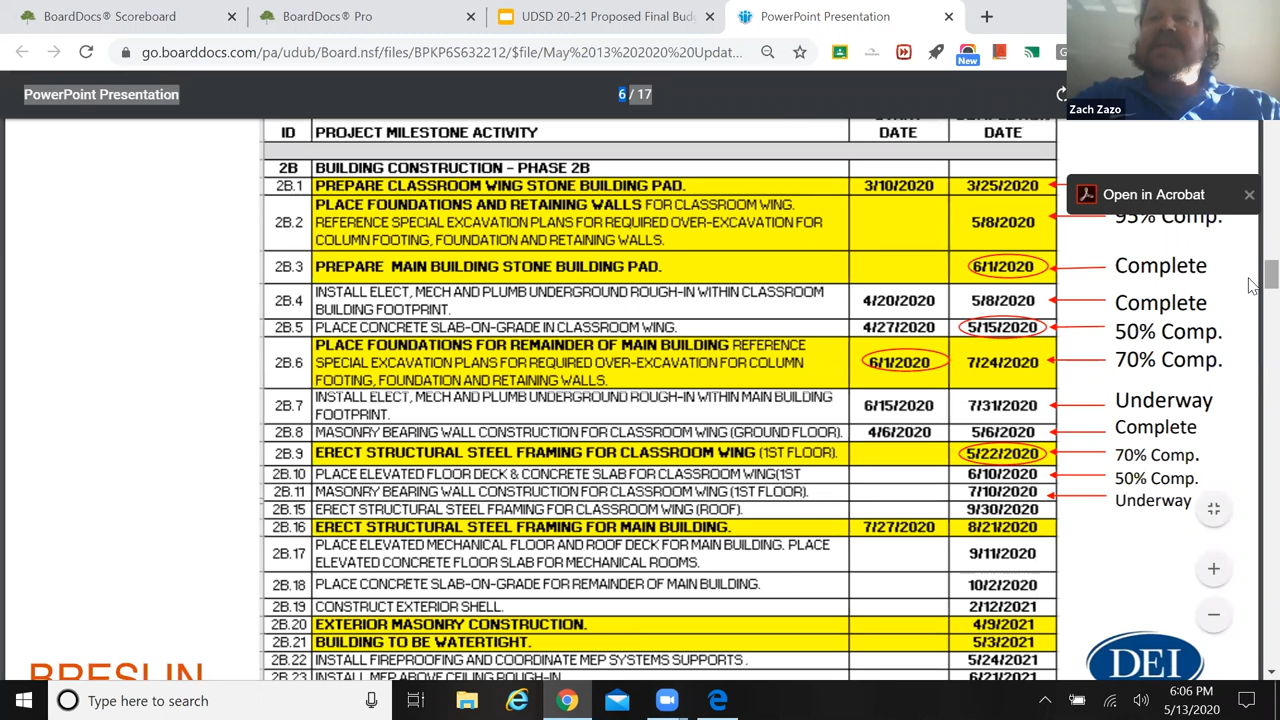 BoardDocs® Scoreboard
BoardDocs® Pro
UDSD 20-21 Proposed Final Bud
PowerPoint Presentation
go.boarddocs.com/pa/udub/Board.nsf/files/BPKP6S632212/$file/May%2013%202020%20Updat...
New
PowerPoint Presentation
6 / 17
Zach Zazo
Open in Acrobat
ID PROJECT MILESTONE ACTIVITY DATE DATE
2B BUILDING CONSTRUCTION - PHASE 2B
2B.1 PREPARE CLASSROOM WING STONE BUILDING PAD. 3/10/2020 3/25/2020
2B.2 PLACE FOUNDATIONS AND RETAINING WALLS FOR CLASSROOM WING.
REFERENCE SPECIAL EXCAVATION PLANS FOR REQUIRED OVER-EXCAVATION FOR
COLUMN FOOTING, FOUNDATION AND RETAINING WALLS. 5/8/2020 95% Comp.
2B.3 PREPARE MAIN BUILDING STONE BUILDING PAD. 6/1/2020 Complete
2B.4 INSTALL ELECT, MECH AND PLUMB UNDERGROUND ROUGH-IN WITHIN CLASSROOM
BUILDING FOOTPRINT. 4/20/2020 5/8/2020 Complete
2B.5 PLACE CONCRETE SLAB-ON-GRADE IN CLASSROOM WING. 4/27/2020 5/15/2020 50% Comp.
2B.6 PLACE FOUNDATIONS FOR REMAINDER OF MAIN BUILDING REFERENCE
SPECIAL EXCAVATION PLANS FOR REQUIRED OVER-EXCAVATION FOR COLUMN
FOOTING, FOUNDATION AND RETAINING WALLS. 6/1/2020 7/24/2020 70% Comp.
2B.7 INSTALL ELECT, MECH AND PLUMB UNDERGROUND ROUGH-IN WITHIN MAIN BUILDING
FOOTPRINT. 6/15/2020 7/31/2020 Underway
2B.8 MASONRY BEARING WALL CONSTRUCTION FOR CLASSROOM WING (GROUND FLOOR). 4/6/2020 5/6/2020 Complete
2B.9 ERECT STRUCTURAL STEEL FRAMING FOR CLASSROOM WING (1ST FLOOR). 5/22/2020 70% Comp.
2B.10 PLACE ELEVATED FLOOR DECK & CONCRETE SLAB FOR CLASSROOM WING(1ST 6/10/2020 50% Comp.
2B.11 MASONRY BEARING WALL CONSTRUCTION FOR CLASSROOM WING (1ST FLOOR). 7/10/2020 Underway
2B.15 ERECT STRUCTURAL STEEL FRAMING FOR CLASSROOM WING (ROOF). 9/30/2020
2B.16 ERECT STRUCTURAL STEEL FRAMING FOR MAIN BUILDING. 7/27/2020 8/21/2020
2B.17 PLACE ELEVATED MECHANICAL FLOOR AND ROOF DECK FOR MAIN BUILDING. PLACE
ELEVATED CONCRETE FLOOR SLAB FOR MECHANICAL ROOMS. 9/11/2020
2B.18 PLACE CONCRETE SLAB-ON-GRADE FOR REMAINDER OF MAIN BUILDING. 10/2/2020
2B.19 CONSTRUCT EXTERIOR SHELL. 2/12/2021
2B.20 EXTERIOR MASONRY CONSTRUCTION. 4/9/2021
2B.21 BUILDING TO BE WATERTIGHT. 5/3/2021
2B.22 INSTALL FIREPROOFING AND COORDINATE MEP SYSTEMS SUPPORTS . 5/24/2021
2B.23 INSTALL MEP ABOVE CEILING ROUGH-IN 6/21/2021
BRESLIN
DEI
Type here to search
6:06 PM
5/13/2020